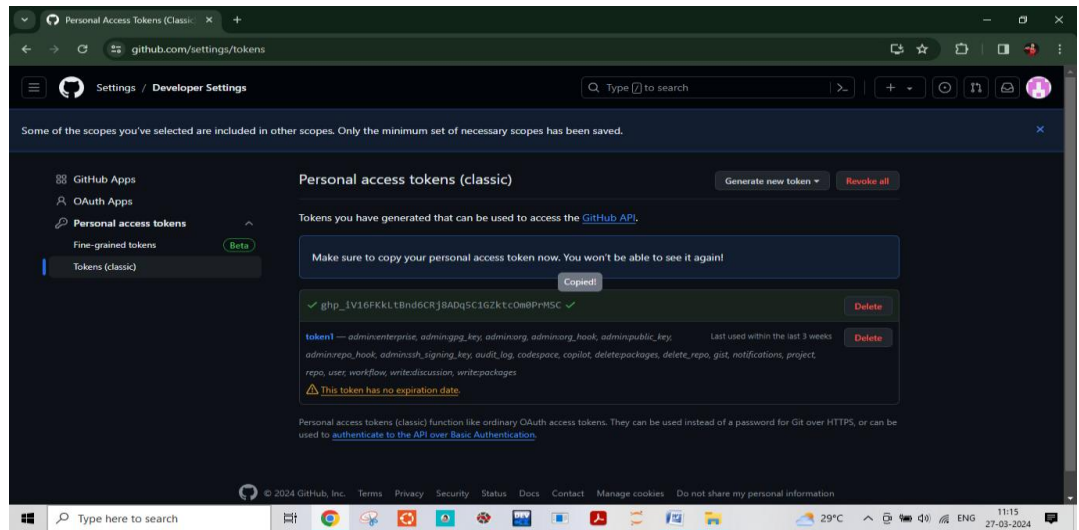 Personal Access Tokens (Classic
github.com/settings/tokens
Settings / Developer Settings
Type / to search
Some of the scopes you've selected are included in other scopes. Only the minimum set of necessary scopes has been saved.
GitHub Apps
OAuth Apps
Personal access tokens
Fine-grained tokens Beta
Tokens (classic)
Personal access tokens (classic)
Generate new token
Revoke all
Tokens you have generated that can be used to access the GitHub API.
Make sure to copy your personal access token now. You won't be able to see it again!
Copied!
Delete
token1 — admin:enterprise, admin:gpg_key, admin:org, admin:org_hook, admin:public_key,
Last used within the last 3 weeks
Delete
admin:repo_hook, admin:ssh_signing_key, audit_log, codespace, copilot, delete:packages, delete_repo, gist, notifications, project,
repo, user, workflow, write:discussion, write:packages
This token has no expiration date.
Personal access tokens (classic) function like ordinary OAuth access tokens. They can be used instead of a password for Git over HTTPS, or can be
used to authenticate to the API over Basic Authentication.
© 2024 GitHub, Inc. Terms Privacy Security Status Docs Contact Manage cookies Do not share my personal information
Type here to search
29°C
ENG
11:15
27-03-2024